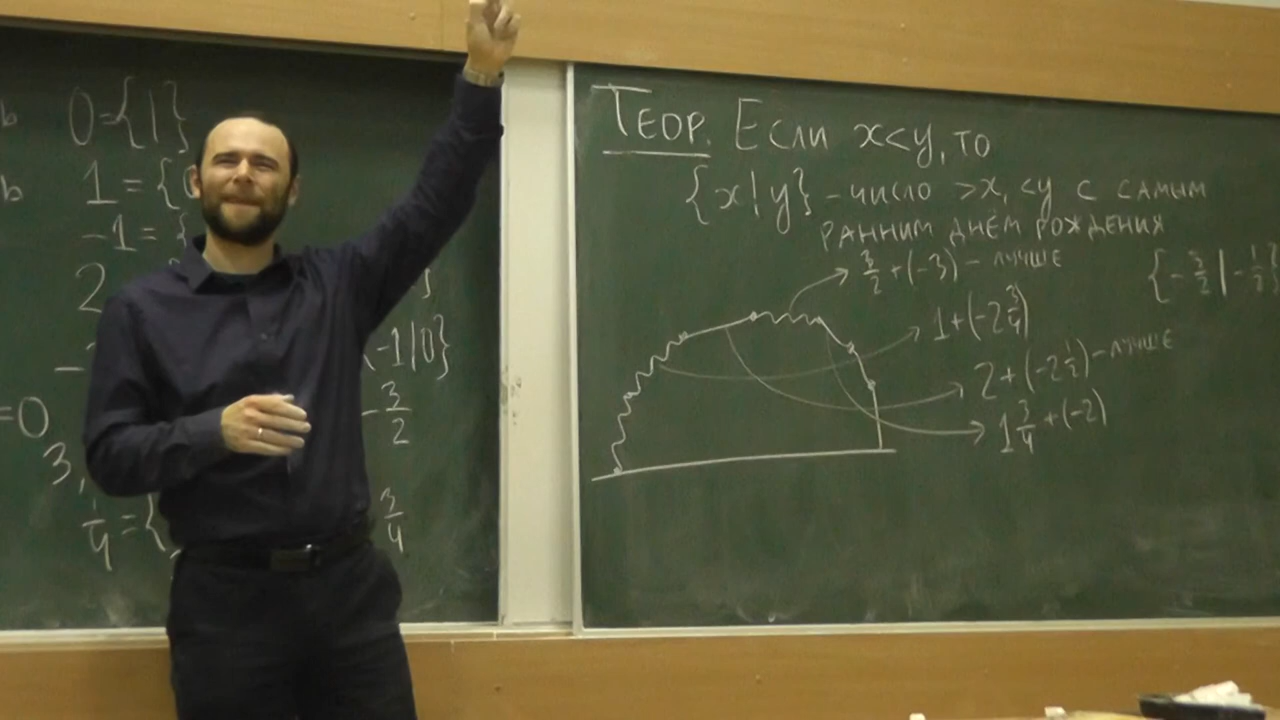 ь 0={|}
ь 1={0
-1={
2
{-1|0}
=0 -3/2
3,
1/4={ 3/4
Теор. Если x<y, то
{x|y} - число >x, <y с самым
ранним днём рождения
3/2+(-3) - лучше
{-3/2|-1/2}
1+(-2 3/4)
2+(-2 1/2) - лучше
1 3/4+(-2)